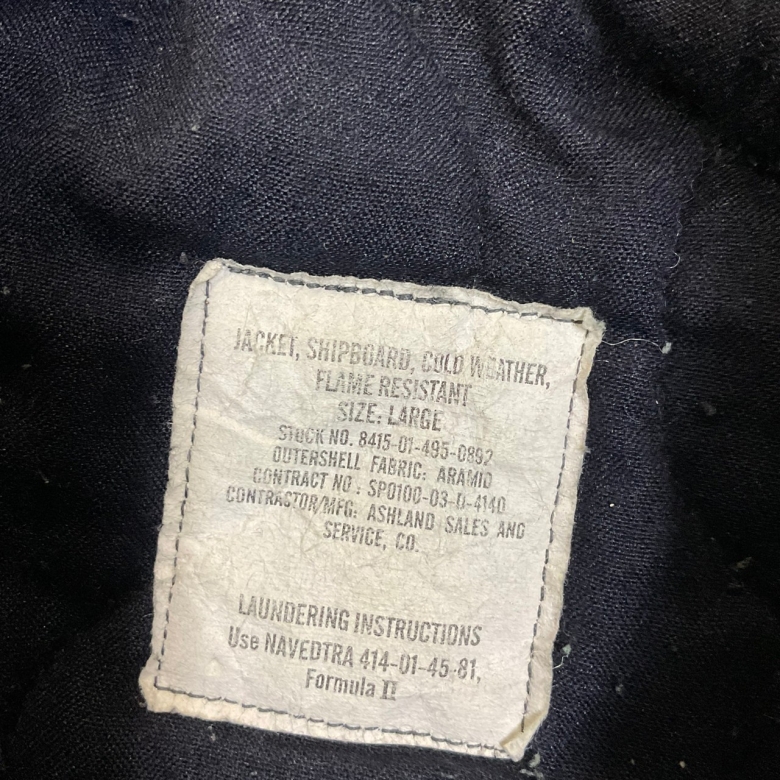 JACKET, SHIPBOARD, COLD WEATHER,
FLAME RESISTANT
SIZE: LARGE
STOCK NO. 8415-01-495-0892
OUTERSHELL FABRIC: ARAMID
CONTRACT NO : SPO100-03-D-4140
CONTRACTOR/MFG: ASHLAND SALES AND
SERVICE, CO.
LAUNDERING INSTRUCTIONS
Use NAVEDTRA 414-01-45-81,
Formula II